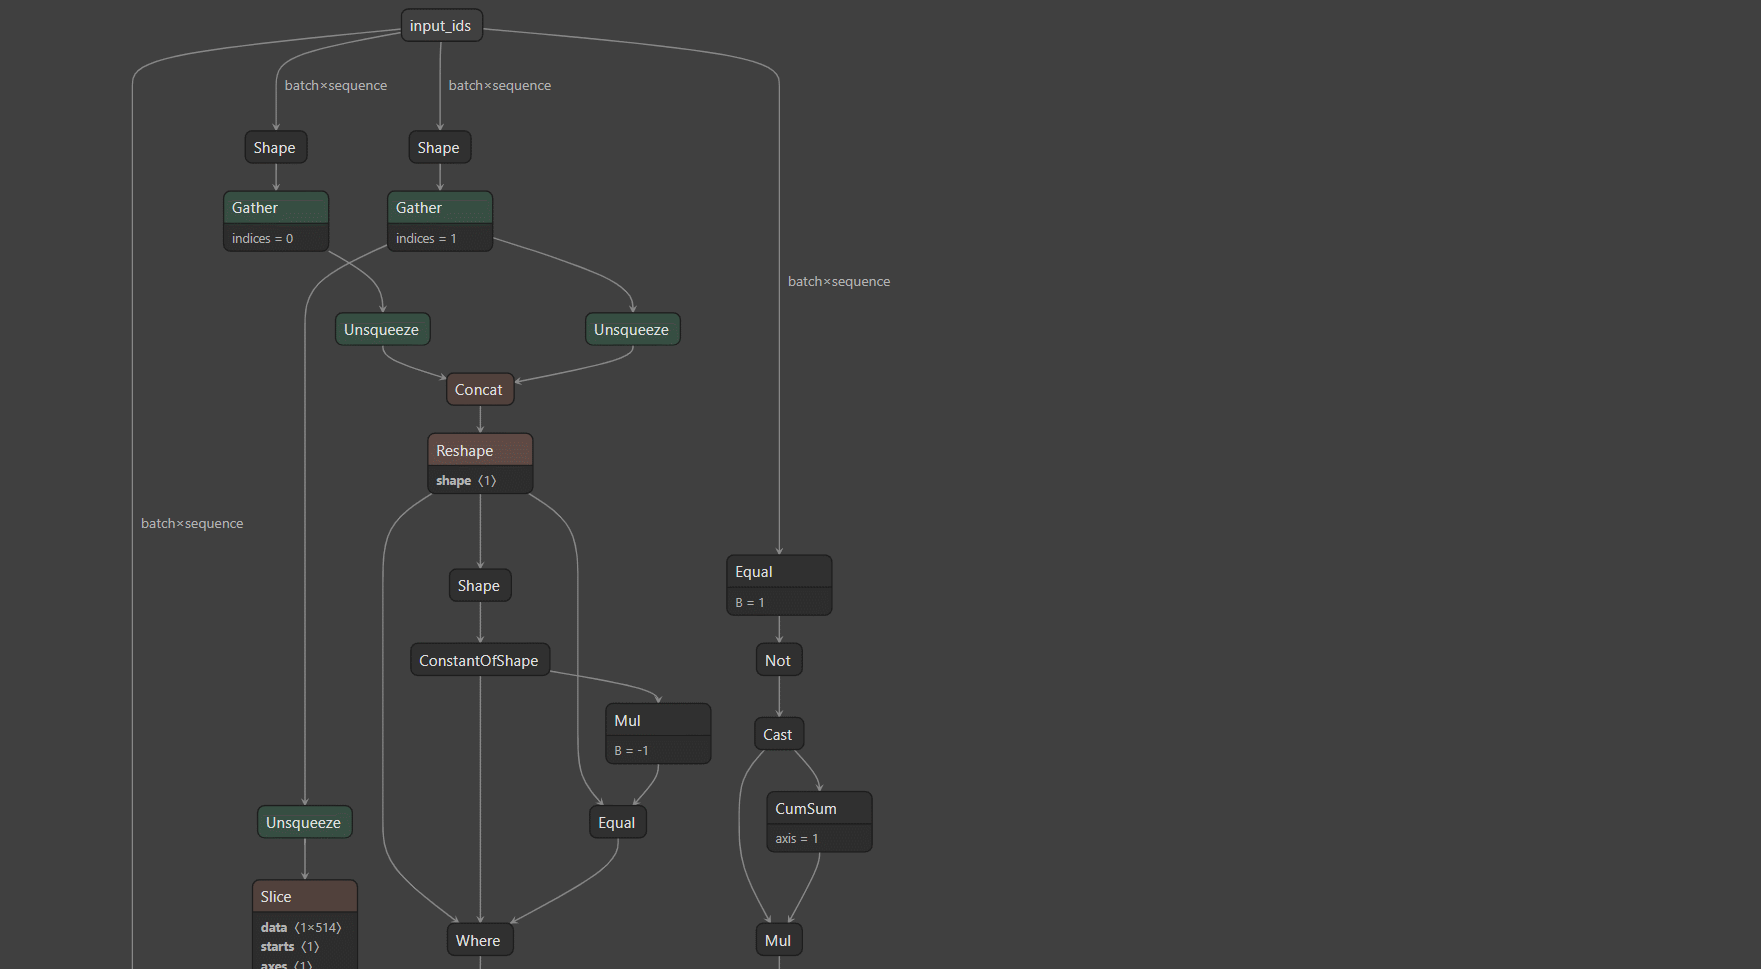 input_ids
batch×sequence
batch×sequence
Shape
Shape
Gather
indices = 0
Gather
indices = 1
batch×sequence
Unsqueeze
Unsqueeze
Concat
Reshape
shape ⟨1⟩
batch×sequence
Shape
Equal
B = 1
ConstantOfShape
Not
Mul
B = -1
Cast
Unsqueeze
Equal
CumSum
axis = 1
Slice
data ⟨1×514⟩
starts ⟨1⟩
axes ⟨1⟩
Where
Mul